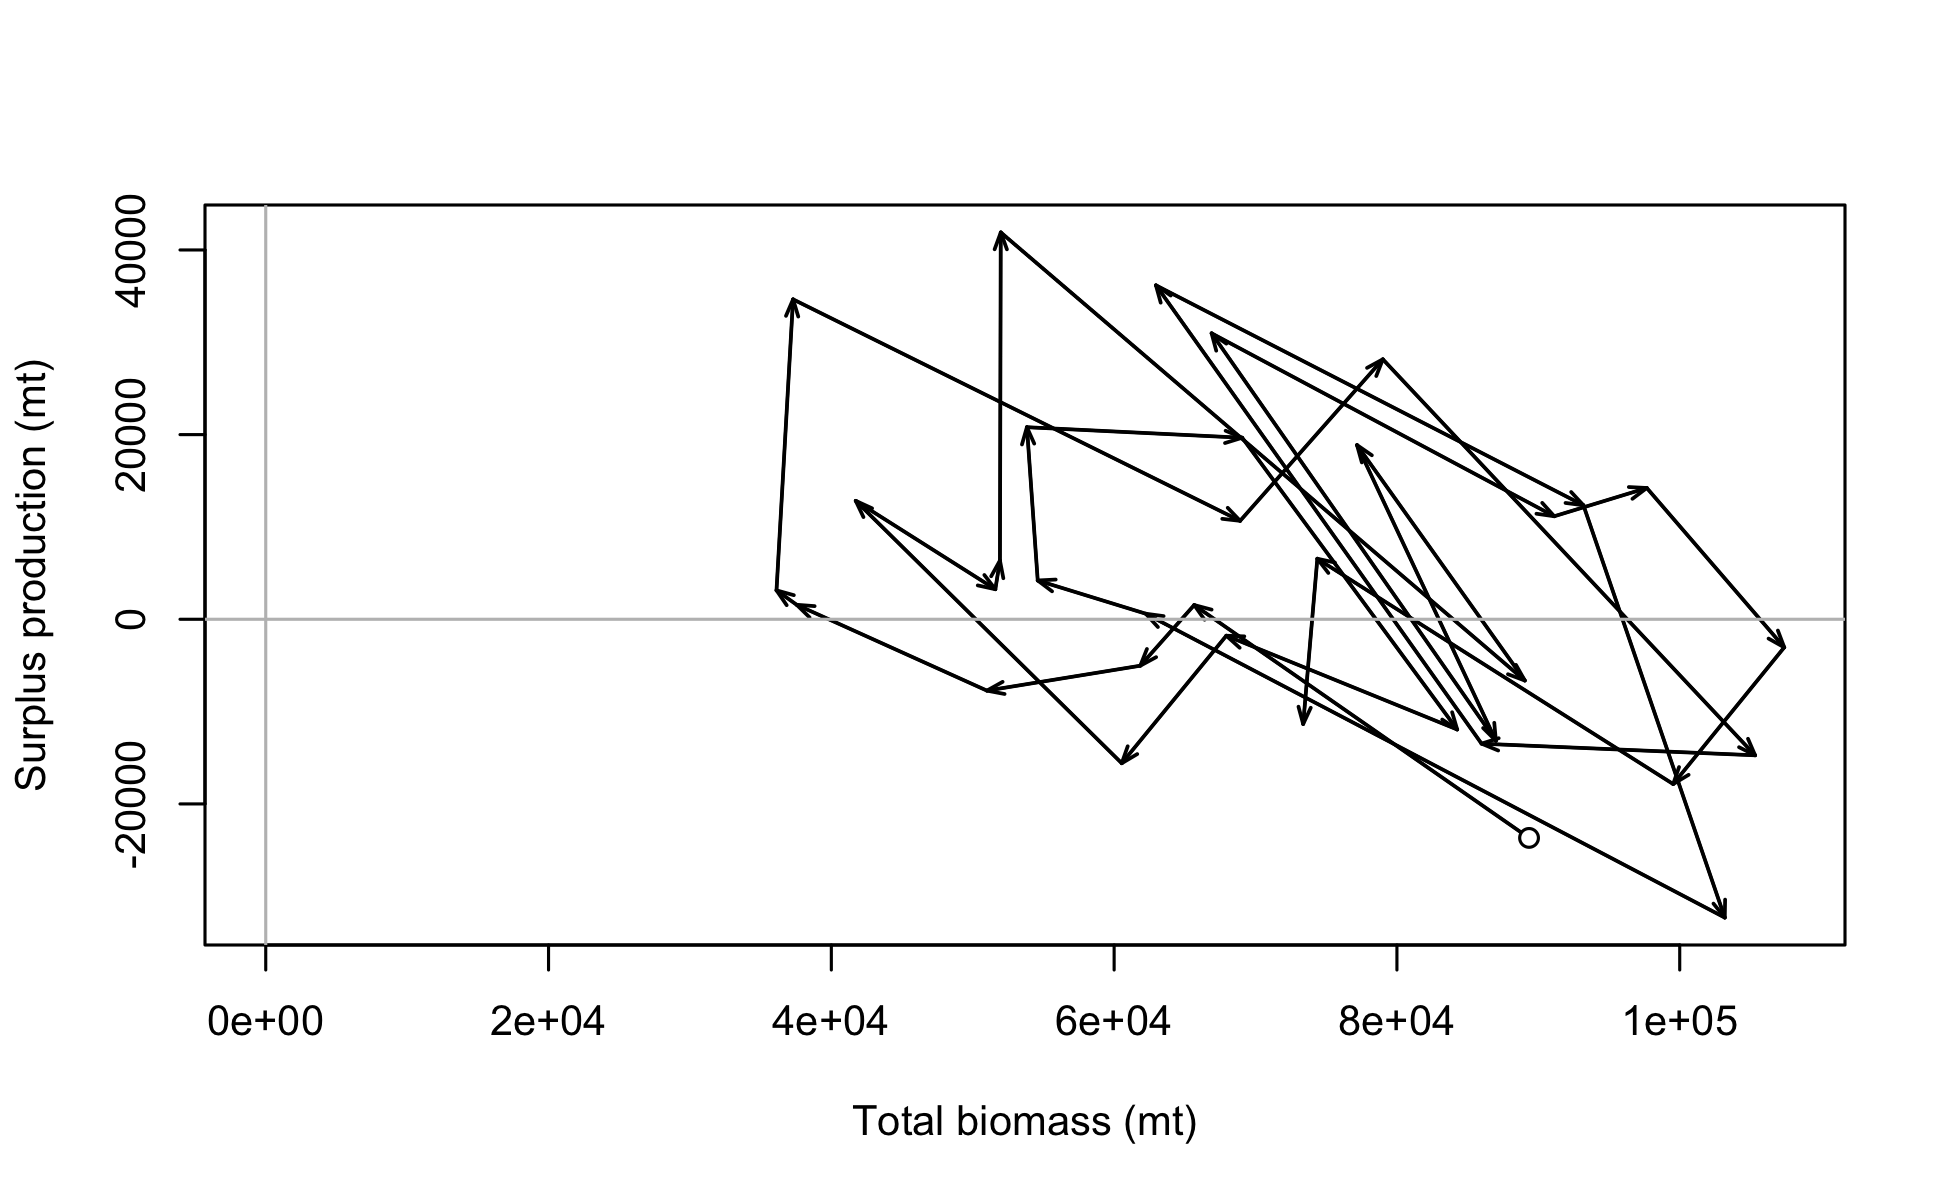 40000
20000
0
-20000
Surplus production (mt)
0e+00 2e+04 4e+04 6e+04 8e+04 1e+05
Total biomass (mt)